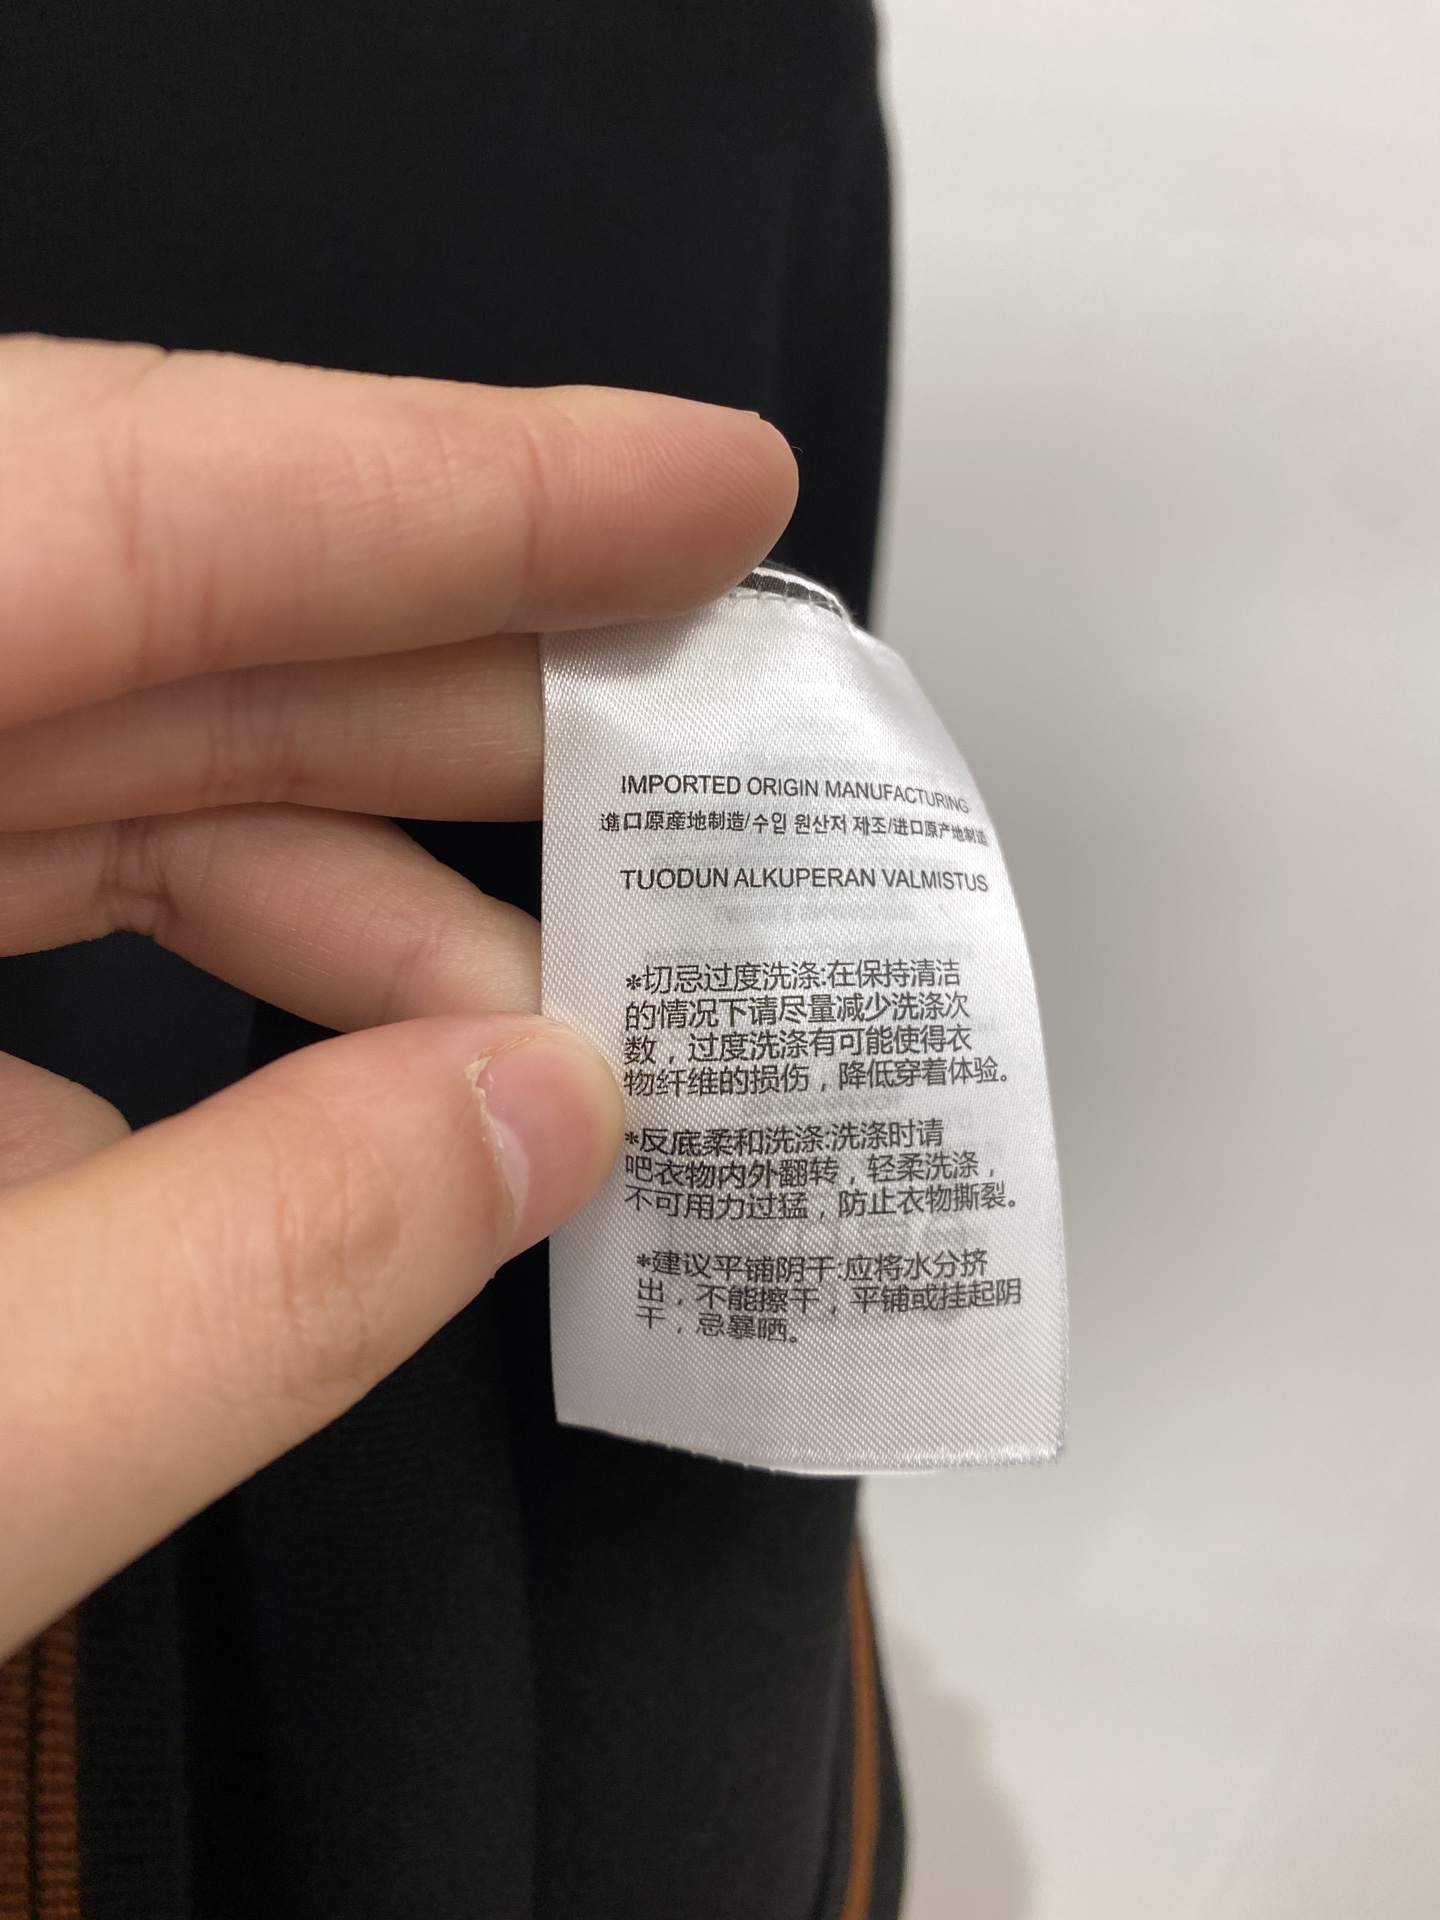 IMPORTED ORIGIN MANUFACTURING
進口原産地制造/수입 원산저 제조/进口原产地制造
TUODUN ALKUPERAN VALMISTUS
*切忌过度洗涤:在保持清洁
的情况下请尽量减少洗涤次
数，过度洗涤有可能使得衣
物纤维的损伤，降低穿着体验。
*反底柔和洗涤:洗涤时请
吧衣物内外翻转，轻柔洗涤，
不可用力过猛，防止衣物撕裂。
*建议平铺阴干:应将水分挤
出，不能擦干，平铺或挂起阴
干，忌暴晒。